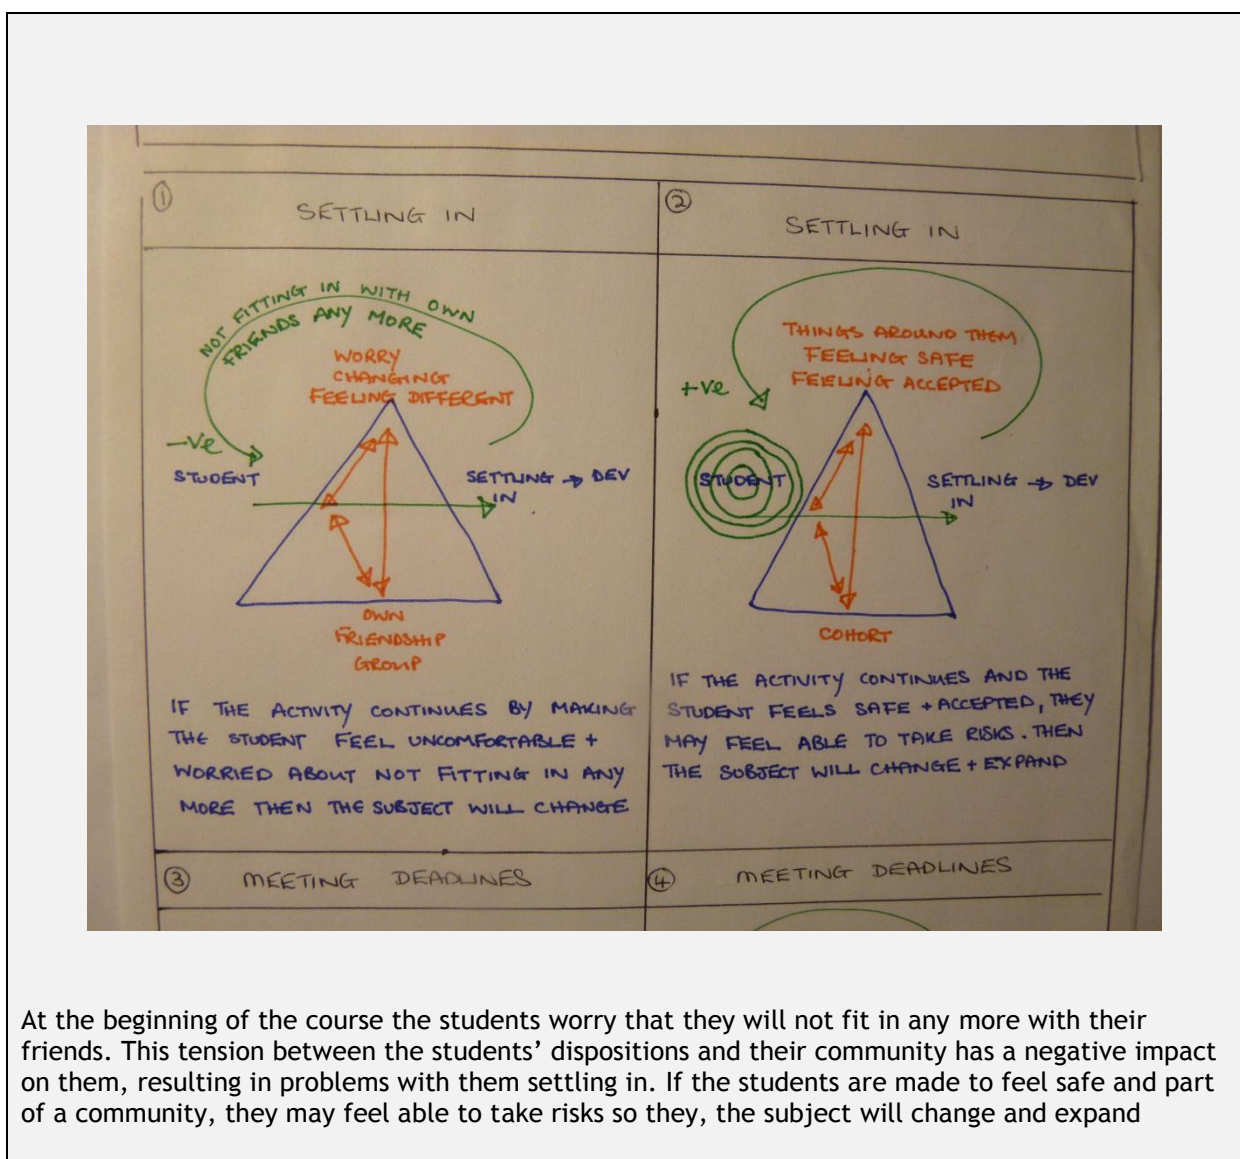 ①
SETTLING IN
NOT FITTING IN WITH OWN
FRIENDS ANY MORE
WORRY
CHANGING
FEELING DIFFERENT
-ve
STUDENT
SETTLING → DEV
IN
OWN
FRIENDSHIP
GROUP
IF THE ACTIVITY CONTINUES BY MAKING
THE STUDENT FEEL UNCOMFORTABLE +
WORRIED ABOUT NOT FITTING IN ANY
MORE THEN THE SUBJECT WILL CHANGE
②
SETTLING IN
THINGS AROUND THEM
FEELING SAFE
FEELING ACCEPTED
+ve
STUDENT
SETTLING → DEV
IN
COHORT
IF THE ACTIVITY CONTINUES AND THE
STUDENT FEELS SAFE + ACCEPTED, THEY
MAY FEEL ABLE TO TAKE RISKS. THEN
THE SUBJECT WILL CHANGE + EXPAND
③ MEETING DEADLINES
④ MEETING DEADLINES
At the beginning of the course the students worry that they will not fit in any more with their
friends. This tension between the students’ dispositions and their community has a negative impact
on them, resulting in problems with them settling in. If the students are made to feel safe and part
of a community, they may feel able to take risks so they, the subject will change and expand